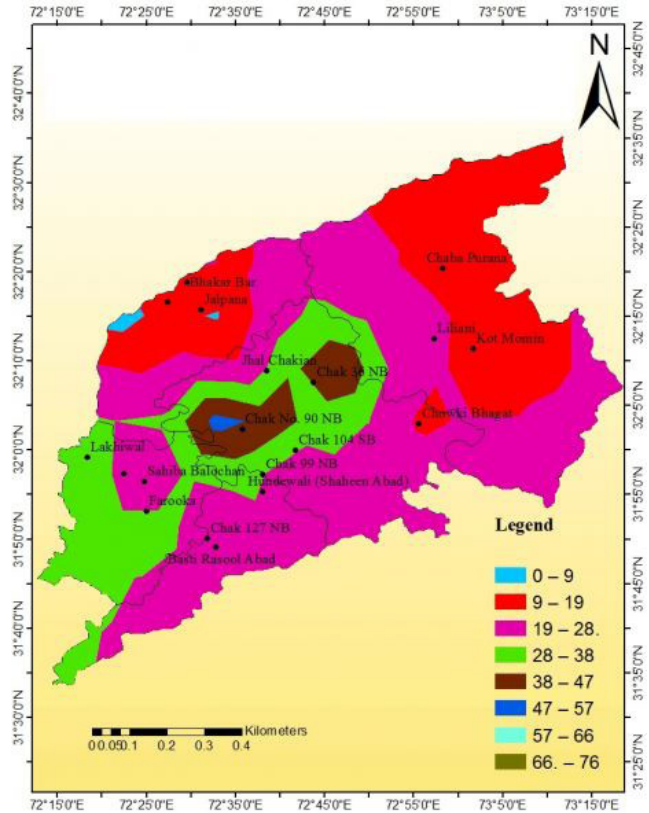 72°15'0"E 72°25'0"E 72°35'0"E 72°45'0"E 72°55'0"E 73°5'0"E 73°15'0"E
N
32°45'0"N
32°40'0"N
32°35'0"N
32°30'0"N
32°25'0"N
Chaba Purana
32°20'0"N
Bhakar Bar
Jalpana
32°15'0"N
Liliani
Kot Momin
32°10'0"N
Jhal Chakian
Chak 36 NB
32°5'0"N
Chowki Bhagat
Chak No. 90 NB
Chak 104 SB
32°0'0"N
Lakhiwal
Chak 99 NB
Sahiba Balochan
Hundewali (Shaheen Abad)
31°55'0"N
Farooka
31°50'0"N
Chak 127 NB
Basti Rasool Abad
31°45'0"N
31°40'0"N
31°35'0"N
31°30'0"N
31°25'0"N
Legend
0 – 9
9 – 19
19 – 28.
28 – 38
38 – 47
47 – 57
57 – 66
66. – 76
Kilometers
0 0.050.1 0.2 0.3 0.4
72°15'0"E 72°25'0"E 72°35'0"E 72°45'0"E 72°55'0"E 73°5'0"E 73°15'0"E